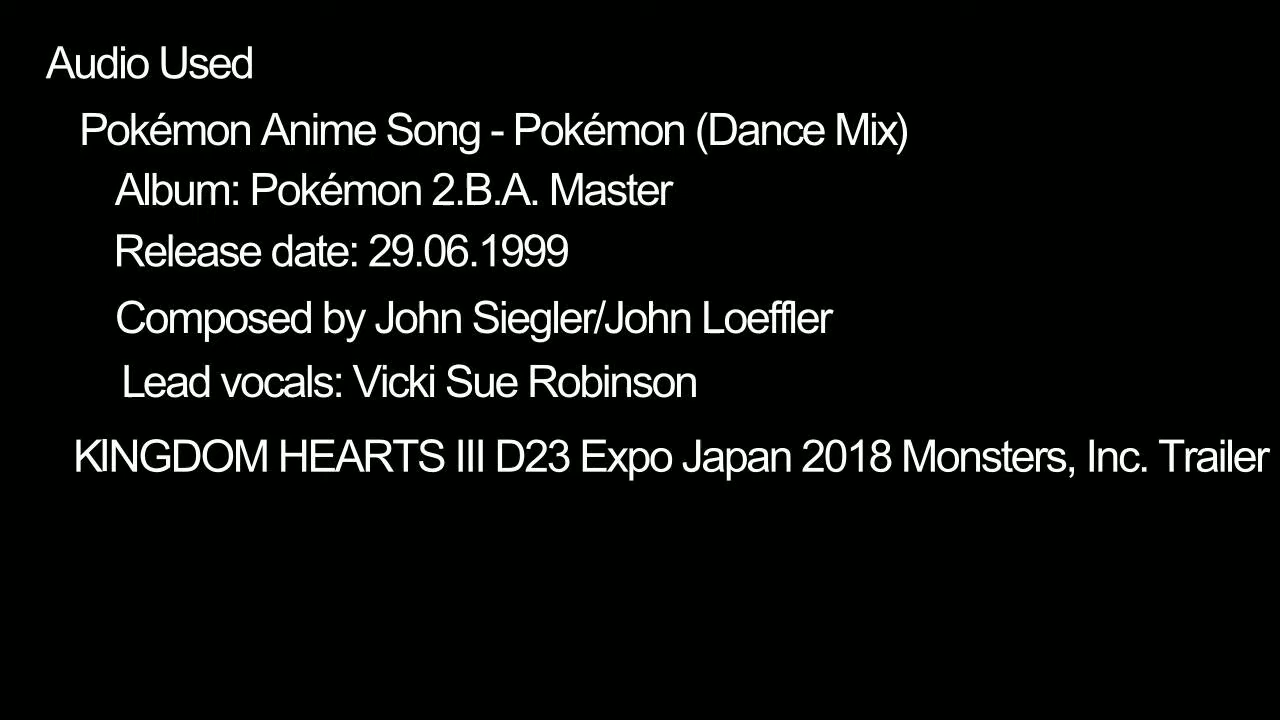 Audio Used
Pokémon Anime Song - Pokémon (Dance Mix)
Album: Pokémon 2.B.A. Master
Release date: 29.06.1999
Composed by John Siegler/John Loeffler
Lead vocals: Vicki Sue Robinson
KINGDOM HEARTS III D23 Expo Japan 2018 Monsters, Inc. Trailer